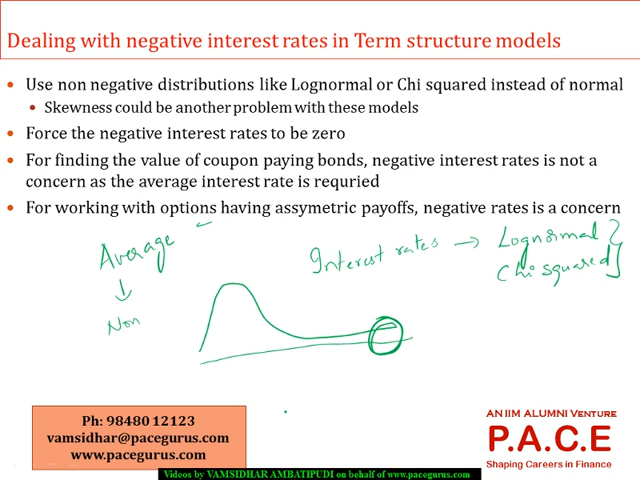 Dealing with negative interest rates in Term structure models
• Use non negative distributions like Lognormal or Chi squared instead of normal
• Skewness could be another problem with these models
• Force the negative interest rates to be zero
• For finding the value of coupon paying bonds, negative interest rates is not a
concern as the average interest rate is requried
• For working with options having assymetric payoffs, negative rates is a concern
Average
Non
Interest rates → Lognormal
Chi squared
Ph: 98480 12123
vamsidhar@pacegurus.com
www.pacegurus.com
AN IIM ALUMNI VENTURE
P.A.C.E
Shaping Careers in Finance
Videos by VAMSIDHAR AMBATIPUDI on behalf of www.pacegurus.com